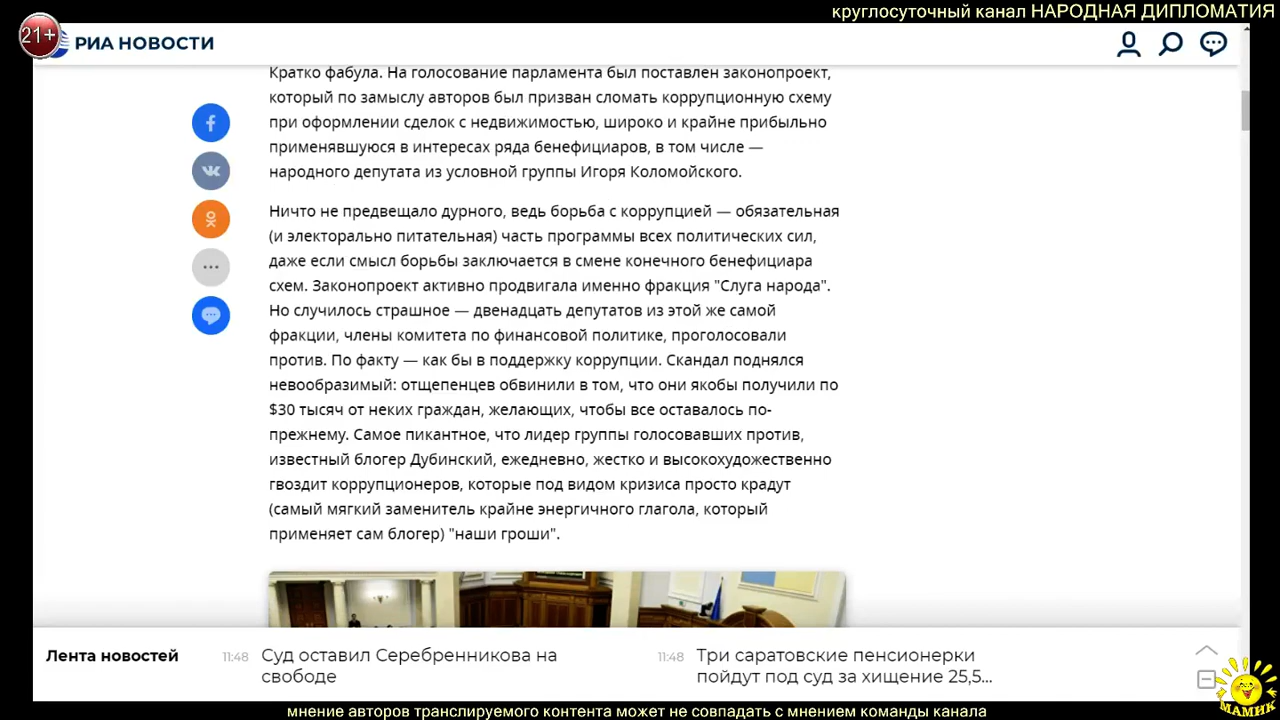 круглосуточный канал НАРОДНАЯ ДИПЛОМАТИЯ
21+
РИА НОВОСТИ
Кратко фабула. На голосование парламента был поставлен законопроект,
который по замыслу авторов был призван сломать коррупционную схему
при оформлении сделок с недвижимостью, широко и крайне прибыльно
применявшуюся в интересах ряда бенефициаров, в том числе —
народного депутата из условной группы Игоря Коломойского.
Ничто не предвещало дурного, ведь борьба с коррупцией — обязательная
(и электорально питательная) часть программы всех политических сил,
даже если смысл борьбы заключается в смене конечного бенефициара
схем. Законопроект активно продвигала именно фракция "Слуга народа".
Но случилось страшное — двенадцать депутатов из этой же самой
фракции, члены комитета по финансовой политике, проголосовали
против. По факту — как бы в поддержку коррупции. Скандал поднялся
невообразимый: отщепенцев обвинили в том, что они якобы получили по
$30 тысяч от неких граждан, желающих, чтобы все оставалось по-
прежнему. Самое пикантное, что лидер группы голосовавших против,
известный блогер Дубинский, ежедневно, жестко и высокохудожественно
гвоздит коррупционеров, которые под видом кризиса просто крадут
(самый мягкий заменитель крайне энергичного глагола, который
применяет сам блогер) "наши гроши".
Лента новостей
11:48 Суд оставил Серебренникова на
свободе
11:48 Три саратовские пенсионерки
пойдут под суд за хищение 25,5...
МАМИК
мнение авторов транслируемого контента может не совпадать с мнением команды канала